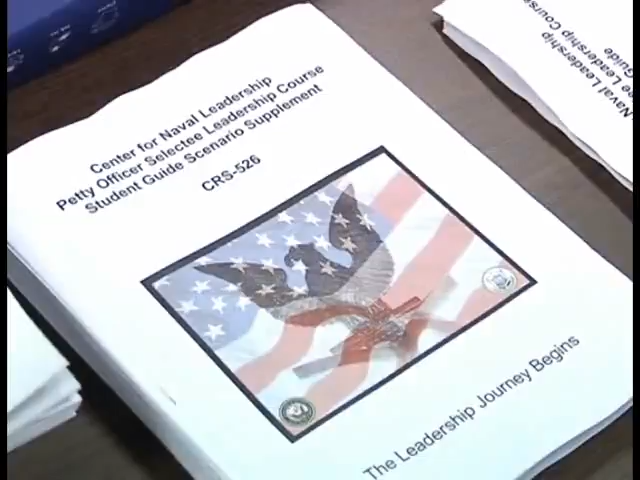 Center for Naval Leadership
Petty Officer Selectee Leadership Course
Student Guide Scenario Supplement
CRS-526
The Leadership Journey Begins
Naval Leadership
Leadership Course
Guide